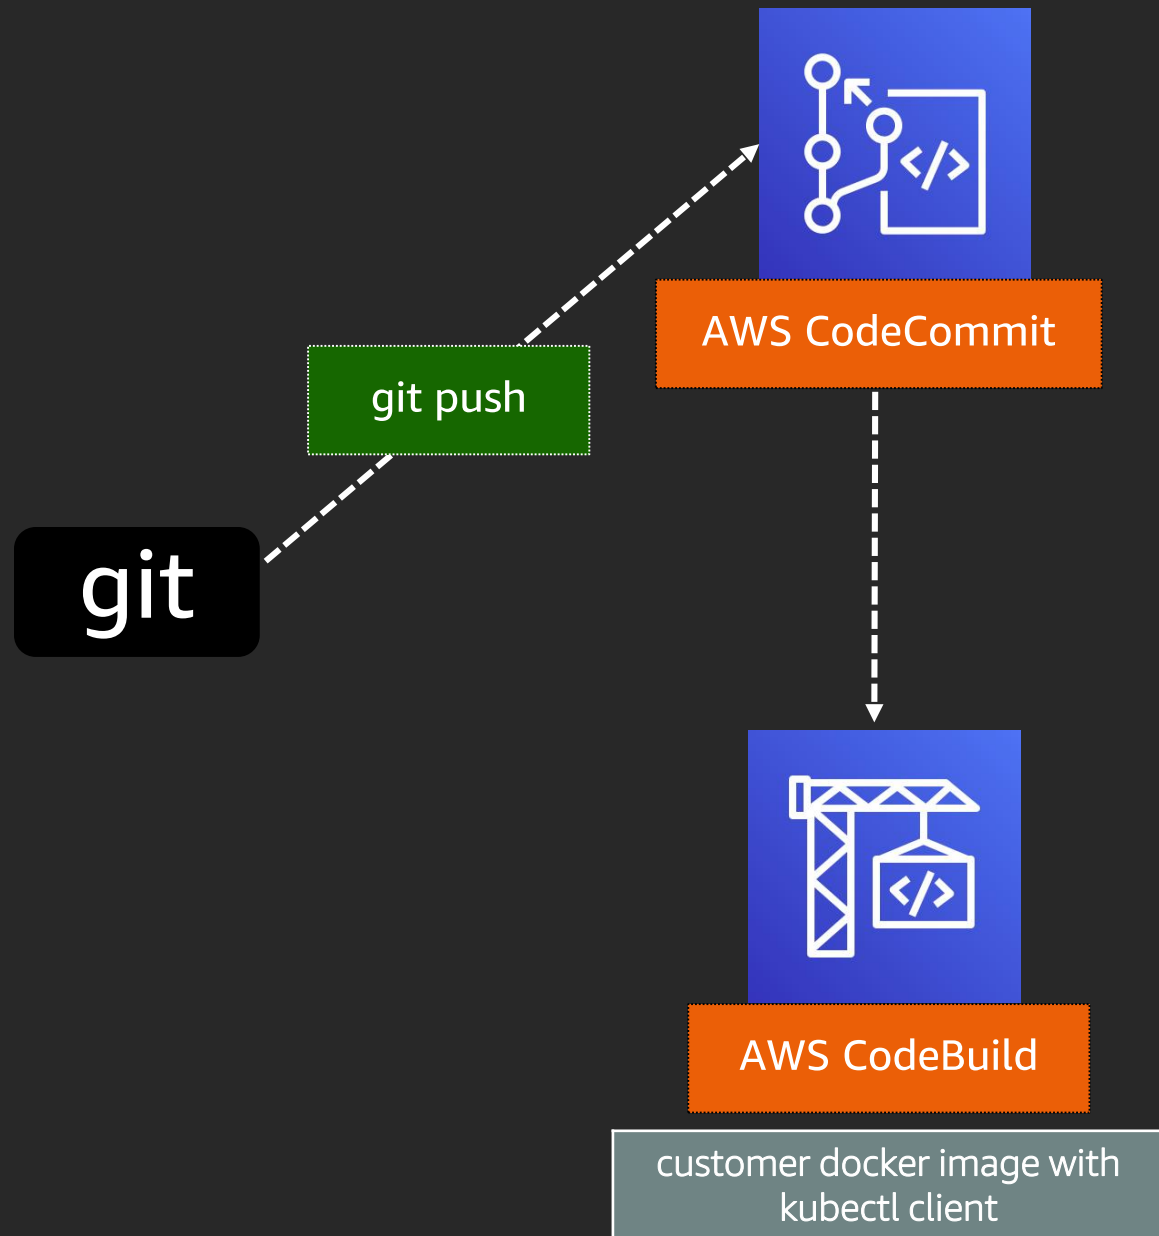 AWS CodeCommit
git push
git
AWS CodeBuild
customer docker image with
kubectl client